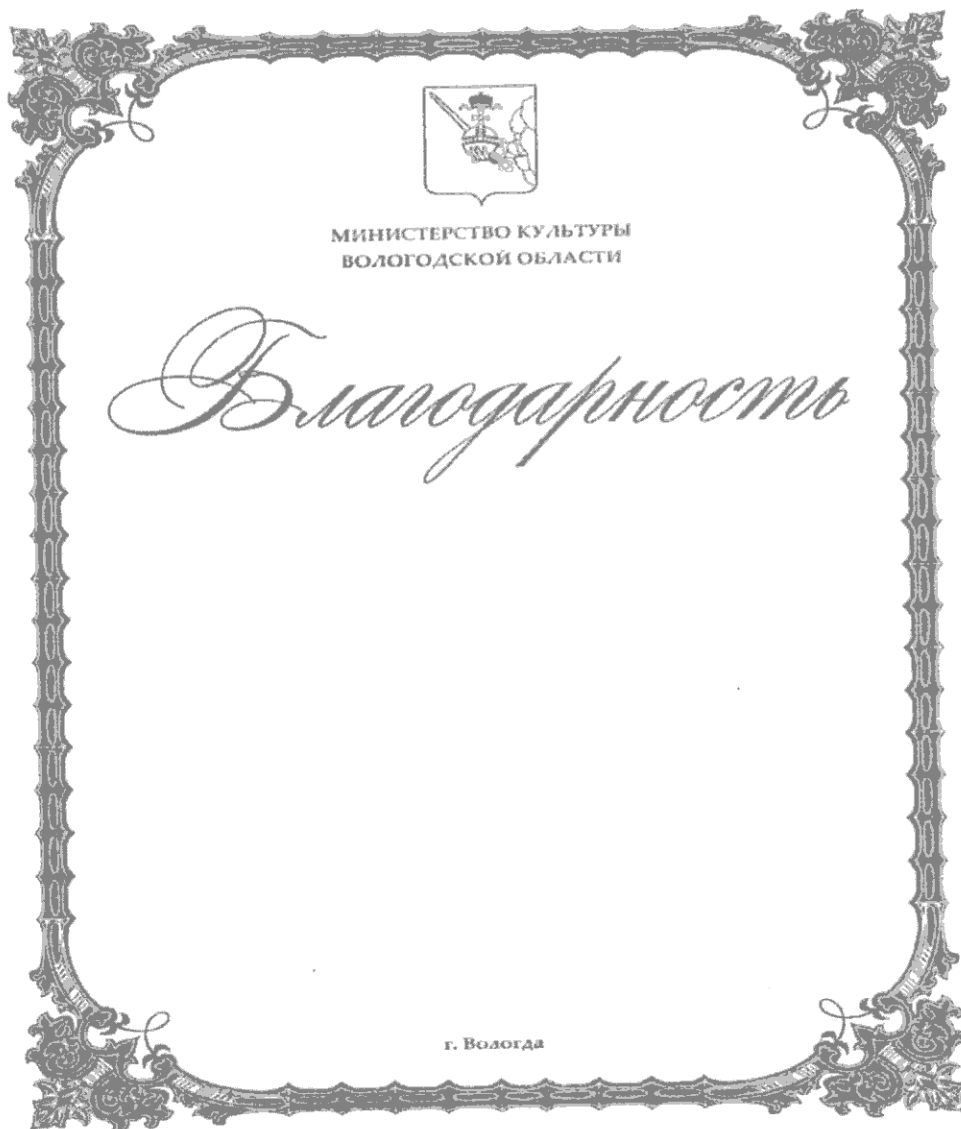 МИНИСТЕРСТВО КУЛЬТУРЫ
ВОЛОГОДСКОЙ ОБЛАСТИ
Благодарность
г. Вологда